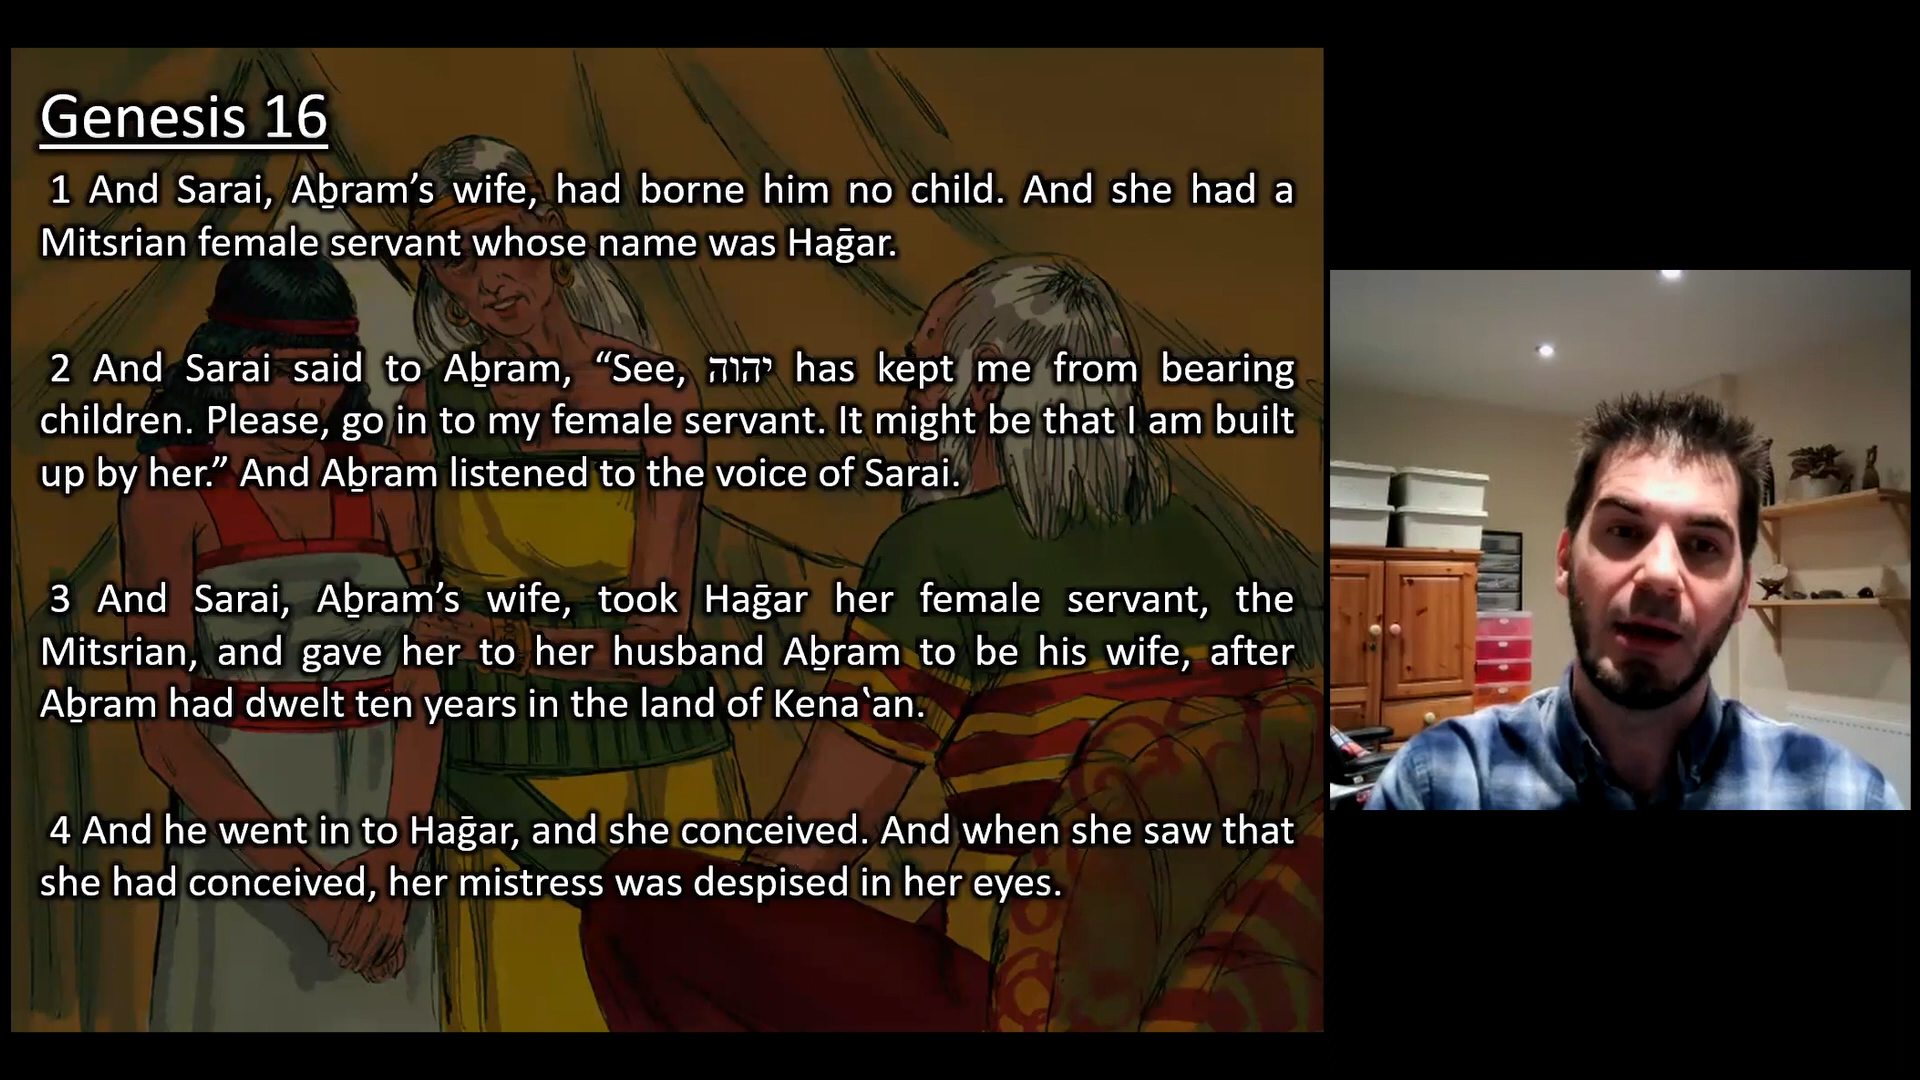 Genesis 16
1 And Sarai, Aḇram’s wife, had borne him no child. And she had a
Mitsrian female servant whose name was Haḡar.
2 And Sarai said to Aḇram, “See, יהוה has kept me from bearing
children. Please, go in to my female servant. It might be that I am built
up by her.” And Aḇram listened to the voice of Sarai.
3 And Sarai, Aḇram’s wife, took Haḡar her female servant, the
Mitsrian, and gave her to her husband Aḇram to be his wife, after
Aḇram had dwelt ten years in the land of Kenaʽan.
4 And he went in to Haḡar, and she conceived. And when she saw that
she had conceived, her mistress was despised in her eyes.